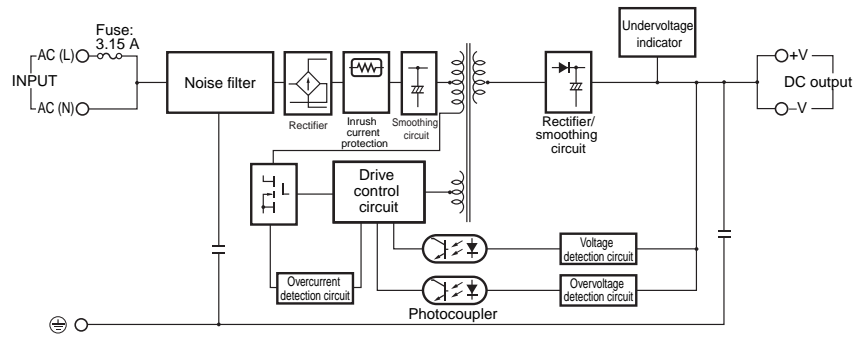 Fuse:
3.15 A
AC (L)
INPUT
AC (N)
Noise filter
Rectifier
Inrush
current
protection
Smoothing
circuit
Rectifier/
smoothing
circuit
Undervoltage
indicator
+V
DC output
–V
Drive
control
circuit
Overcurrent
detection circuit
Voltage
detection circuit
Overvoltage
detection circuit
Photocoupler